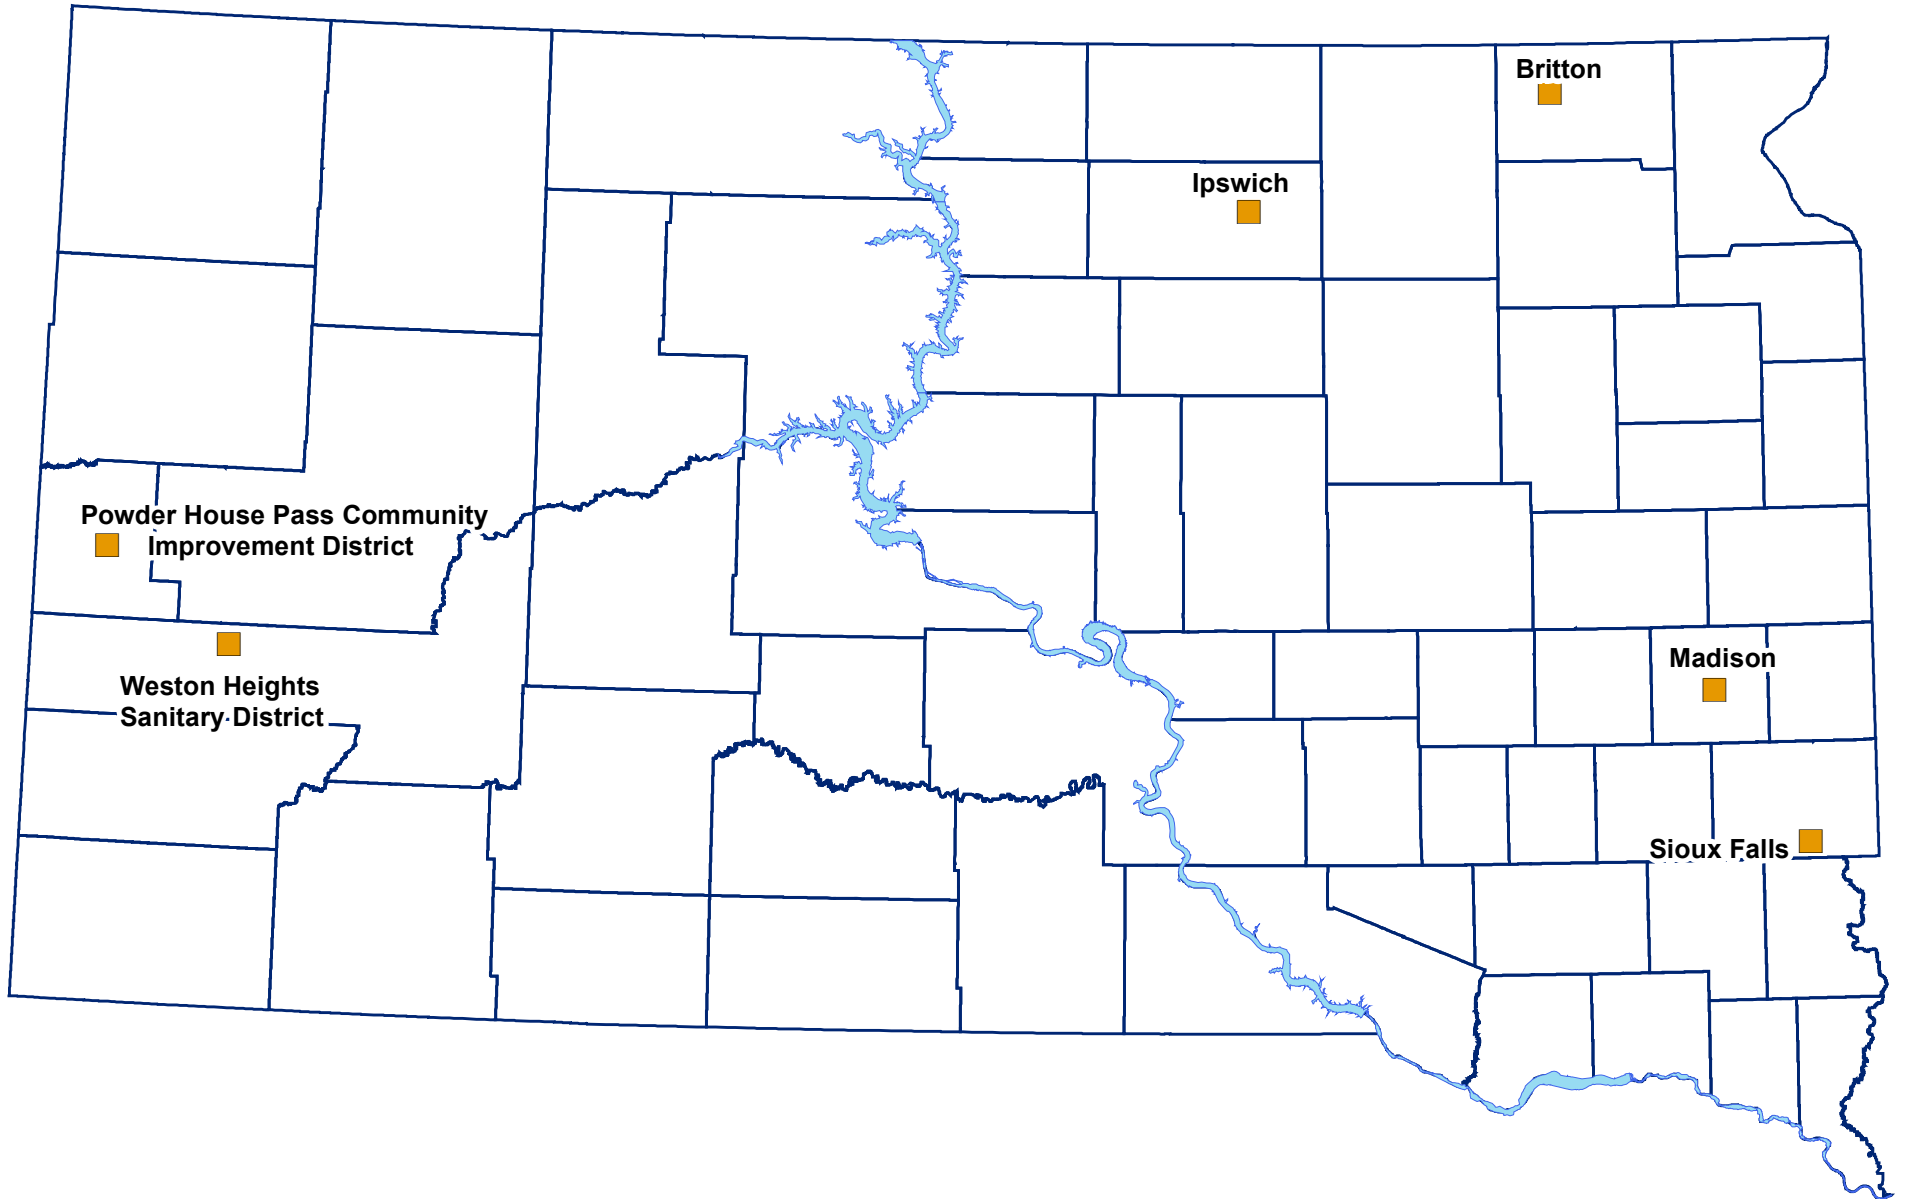 Britton
Ipswich
Powder House Pass Community
Improvement District
Weston Heights
Sanitary District
Madison
Sioux Falls